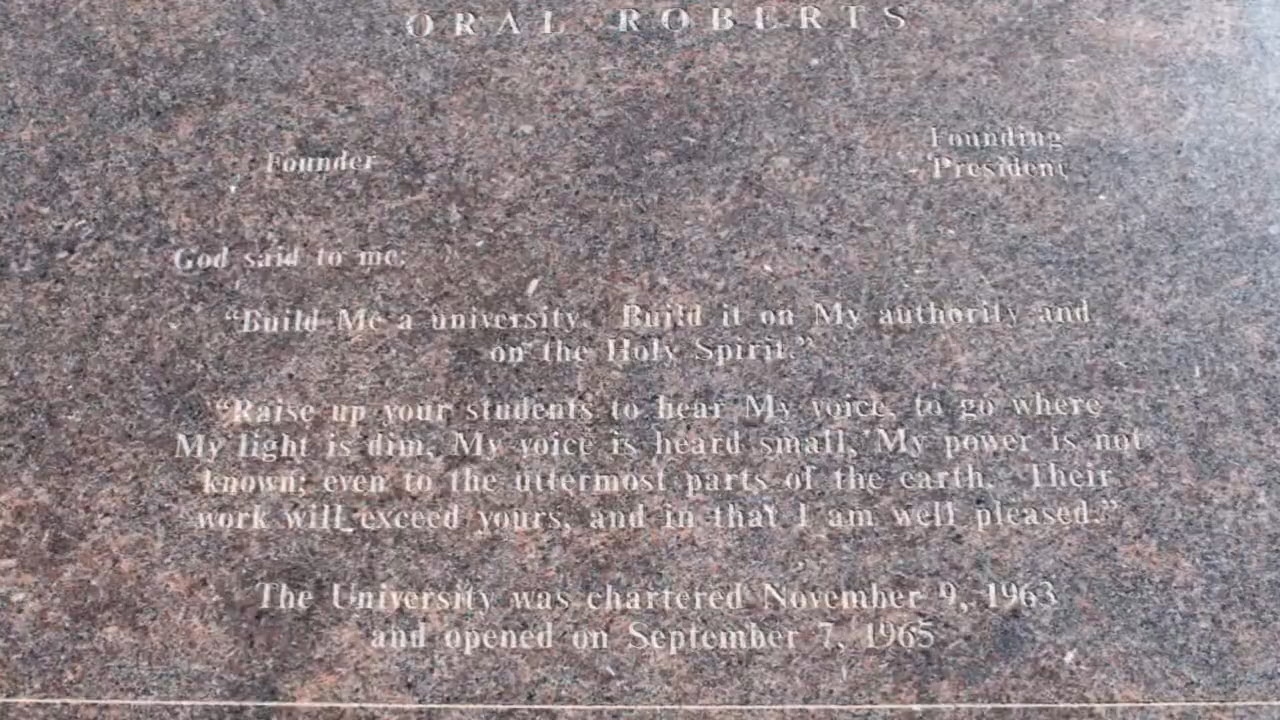 ORAL ROBERTS
Founder
Founding
President
God said to me:
“Build Me a university. Build it on My authority and
on the Holy Spirit.”
“Raise up your students to hear My voice, to go where
My light is dim, My voice is heard small, My power is not
known; even to the uttermost parts of the earth. Their
work will exceed yours, and in that I am well pleased.”
The University was chartered November 9, 1963
and opened on September 7, 1965